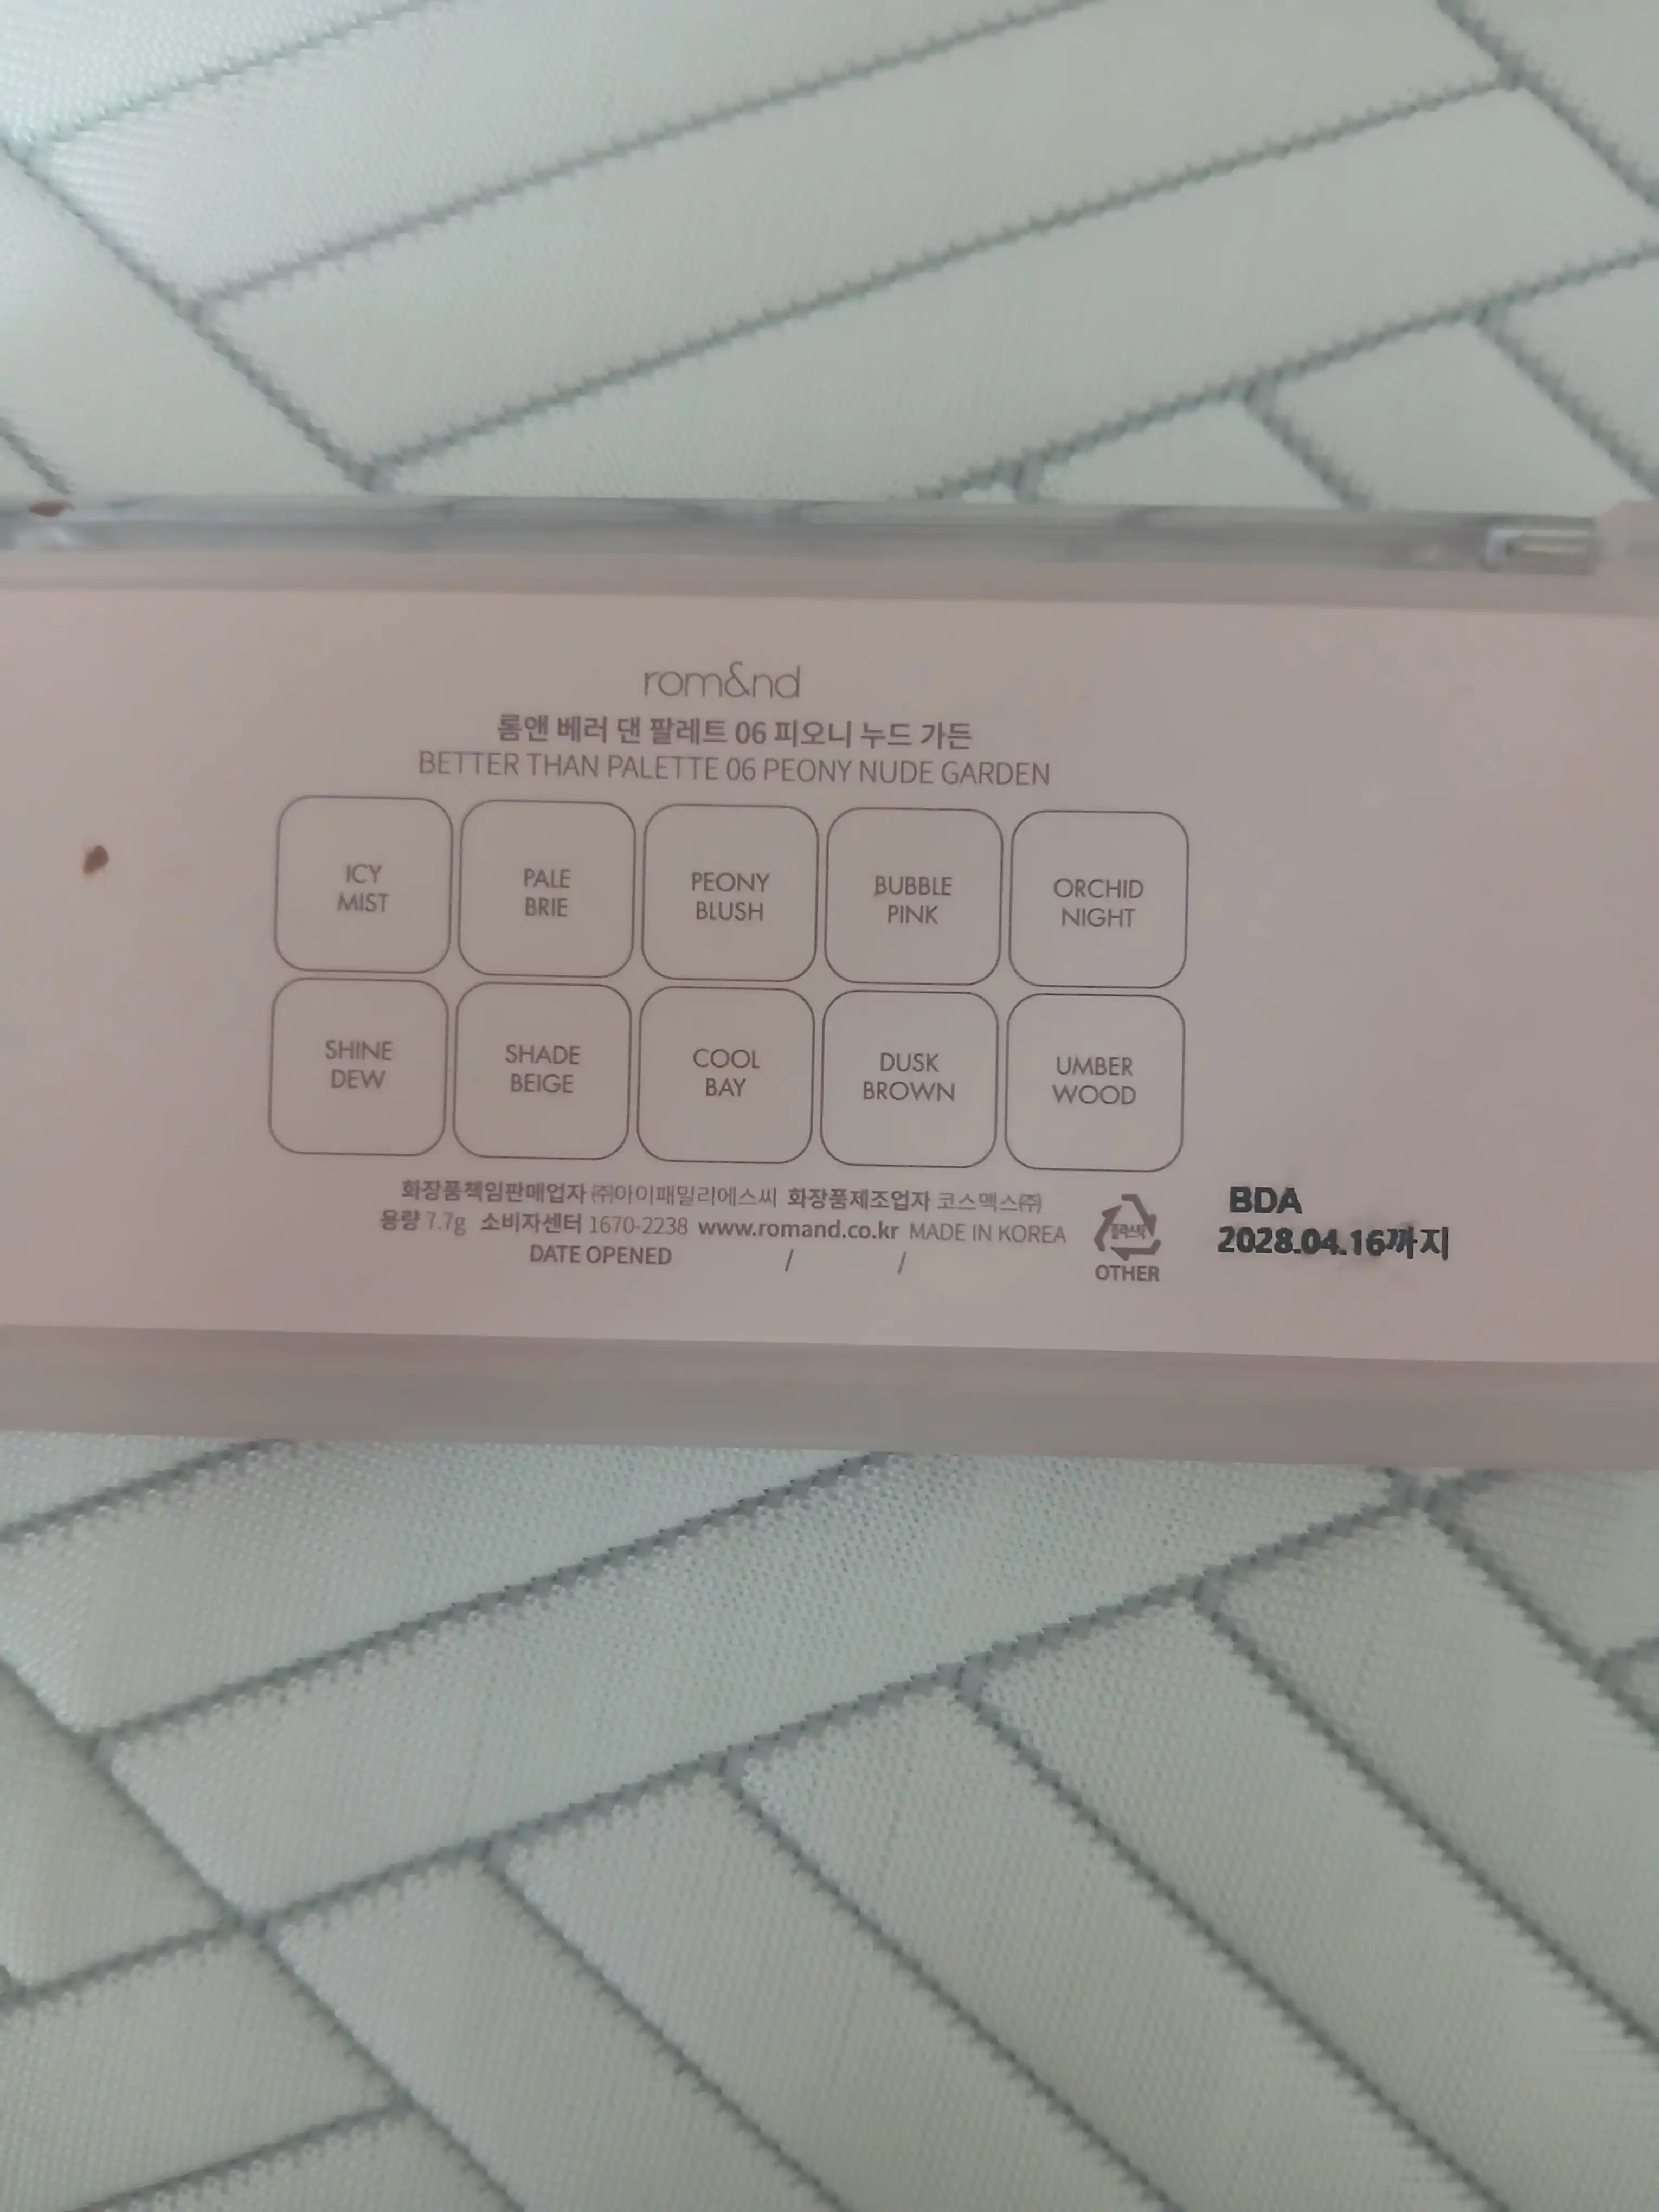 rom&nd
롬앤 베러 댄 팔레트 06 피오니 누드 가든
BETTER THAN PALETTE 06 PEONY NUDE GARDEN
ICY
MIST
PALE
BRIE
PEONY
BLUSH
BUBBLE
PINK
ORCHID
NIGHT
SHINE
DEW
SHADE
BEIGE
COOL
BAY
DUSK
BROWN
UMBER
WOOD
화장품책임판매업자 ㈜아이패밀리에스씨 화장품제조업자 코스맥스㈜
용량 7.7g 소비자센터 1670-2238 www.romand.co.kr MADE IN KOREA
DATE OPENED / /
플라스틱
OTHER
BDA
2028.04.16까지